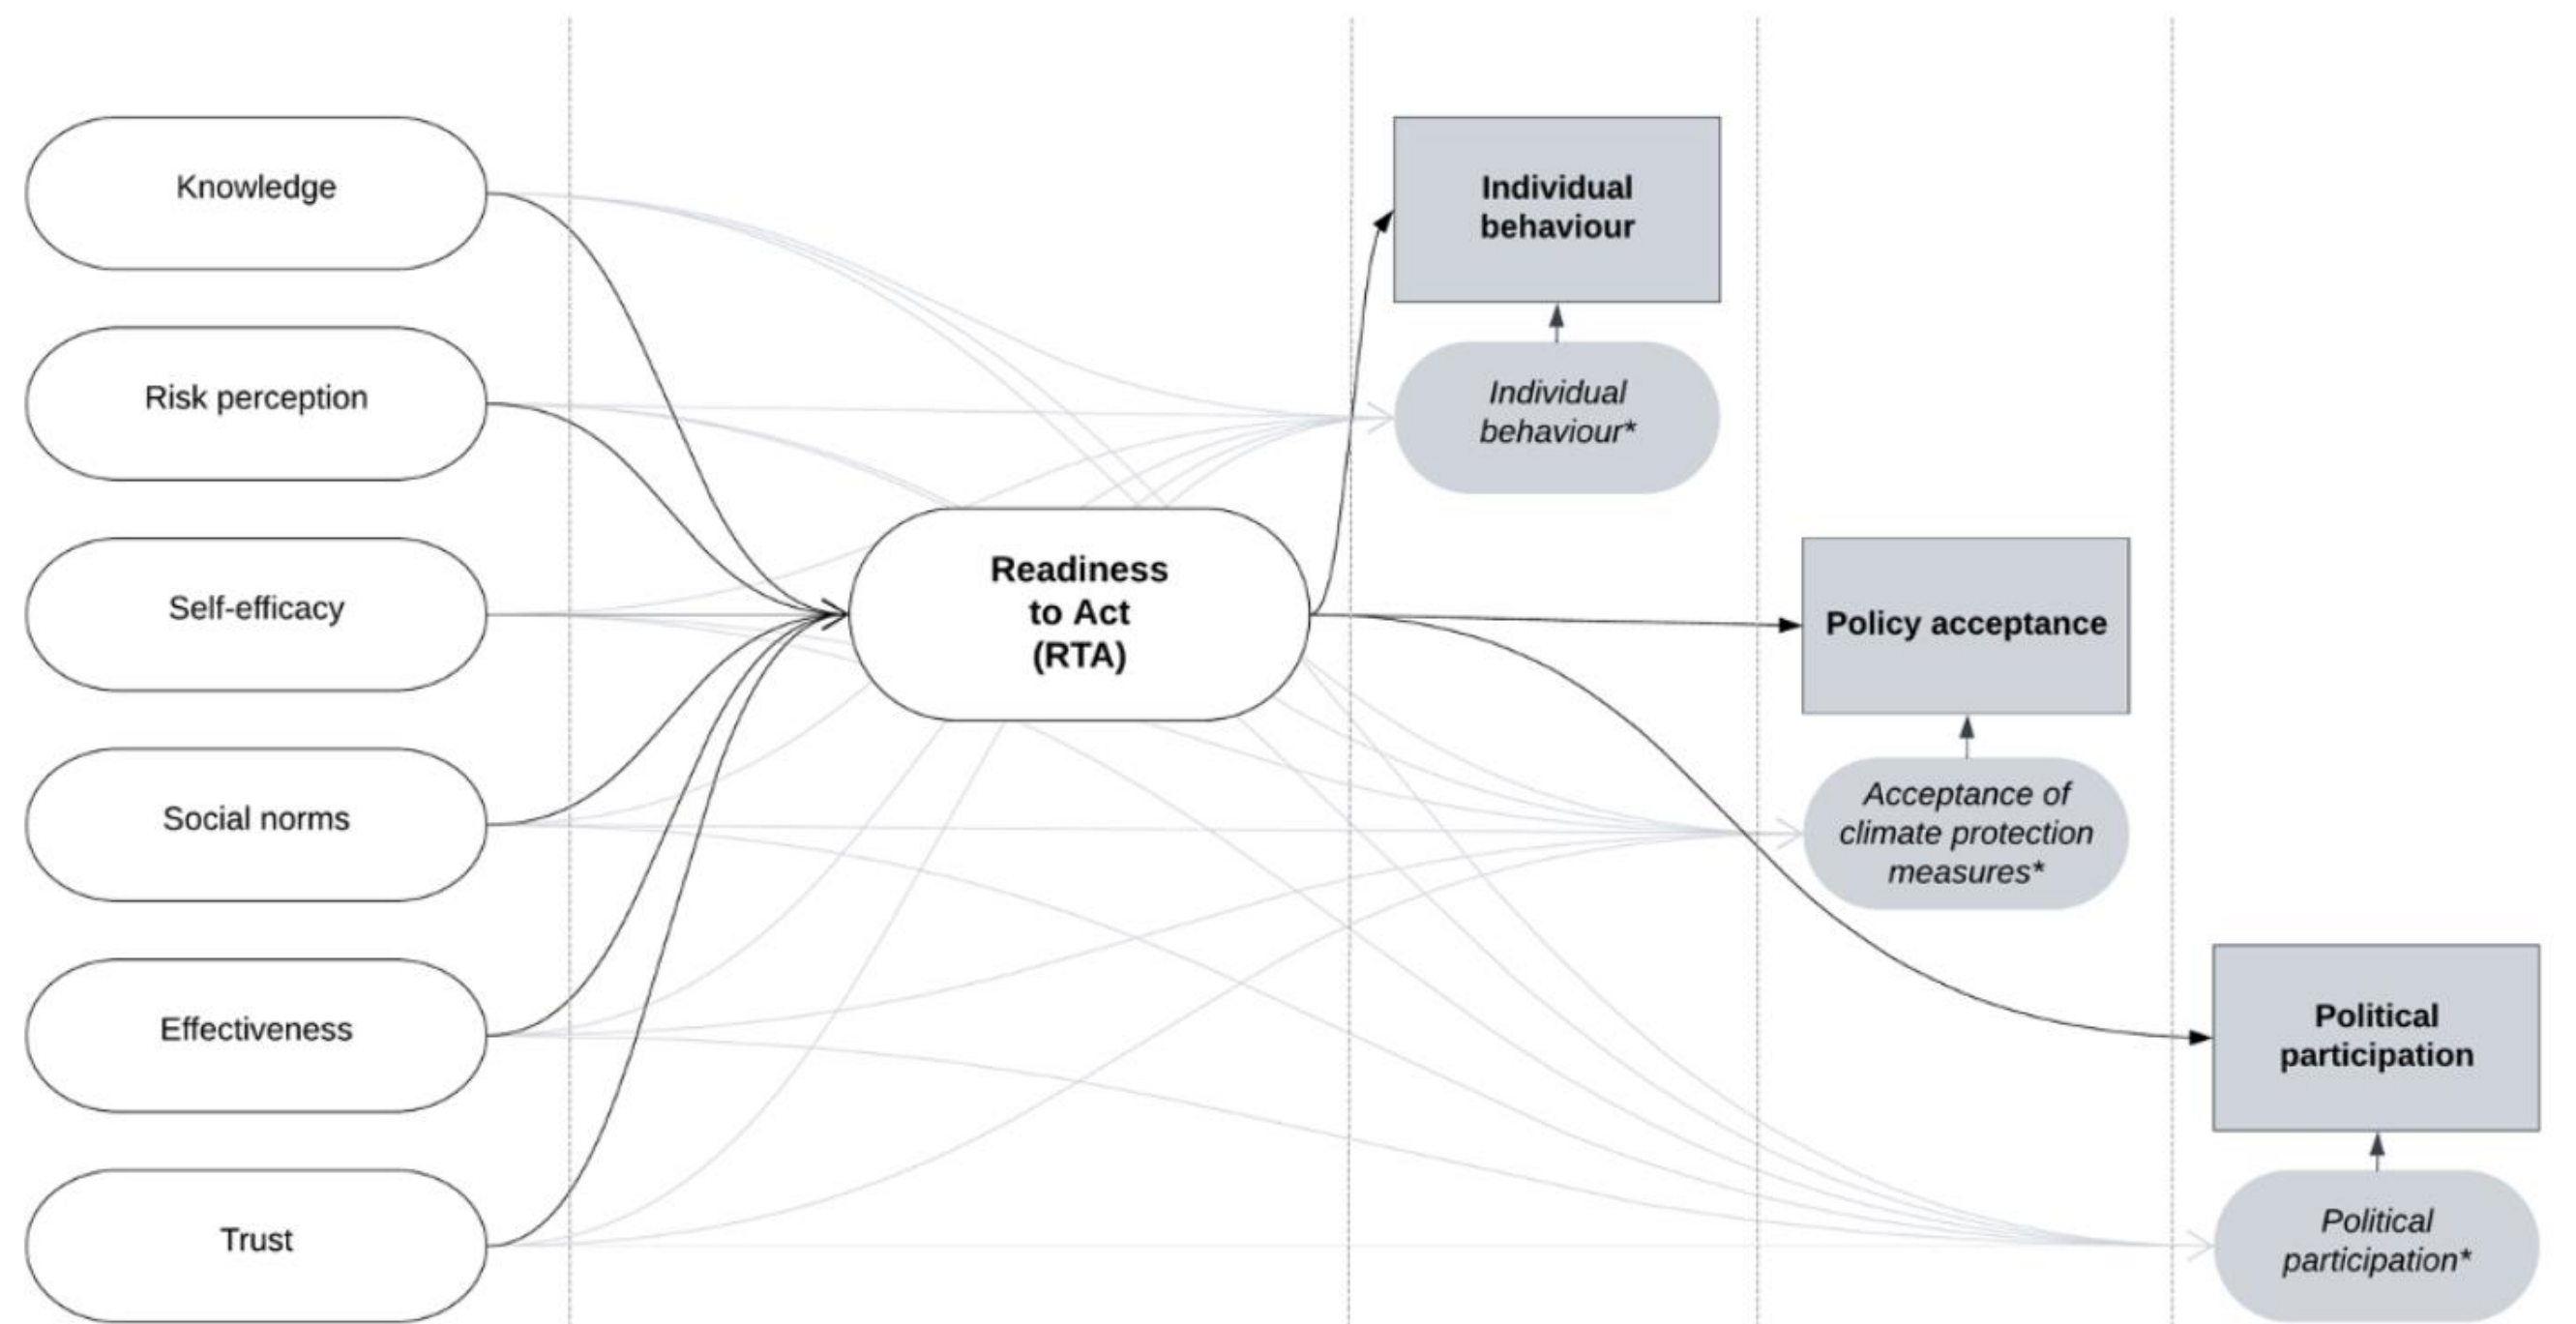 Knowledge
Risk perception
Self-efficacy
Social norms
Effectiveness
Trust
Readiness
to Act
(RTA)
Individual
behaviour
Individual
behaviour*
Policy acceptance
Acceptance of
climate protection
measures*
Political
participation
Political
participation*